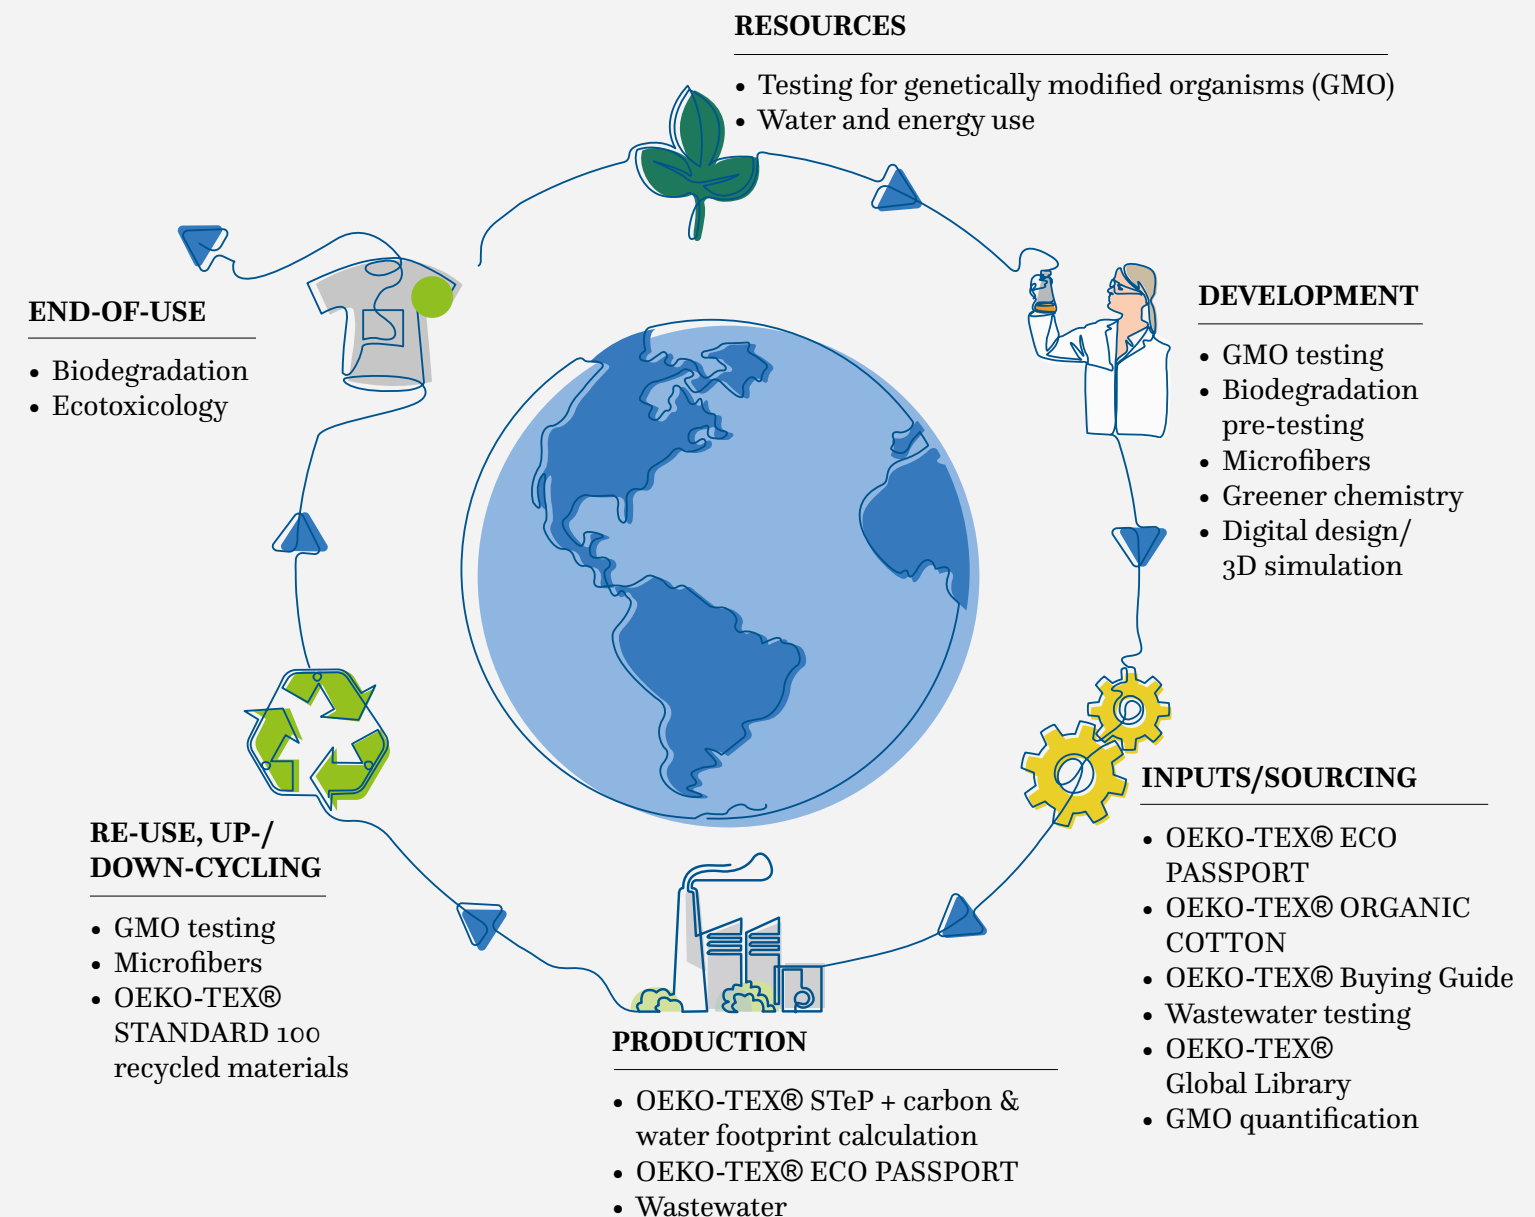 RESOURCES
• Testing for genetically modified organisms (GMO)
• Water and energy use
DEVELOPMENT
• GMO testing
• Biodegradation
pre-testing
• Microfibers
• Greener chemistry
• Digital design/
3D simulation
INPUTS/SOURCING
• OEKO-TEX® ECO
PASSPORT
• OEKO-TEX® ORGANIC
COTTON
• OEKO-TEX® Buying Guide
• Wastewater testing
• OEKO-TEX®
Global Library
• GMO quantification
PRODUCTION
• OEKO-TEX® STeP + carbon &
water footprint calculation
• OEKO-TEX® ECO PASSPORT
• Wastewater
RE-USE, UP-/
DOWN-CYCLING
• GMO testing
• Microfibers
• OEKO-TEX®
STANDARD 100
recycled materials
END-OF-USE
• Biodegradation
• Ecotoxicology